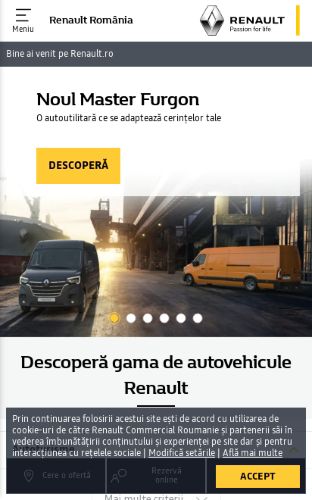 Meniu
Renault România
RENAULT
Passion for life
Bine ai venit pe Renault.ro
Noul Master Furgon
O autoutilitară ce se adaptează cerințelor tale
DESCOPERĂ
Descoperă gama de autovehicule
Renault
Prin continuarea folosirii acestui site ești de acord cu utilizarea de
cookie-uri de către Renault Commercial Roumanie și partenerii săi în
vederea îmbunătățirii conținutului și experienței pe site dar și pentru
interacțiunea cu rețelele sociale | Modifică setările | Află mai multe
Cere o ofertă
Rezervă
online
ACCEPT
Mai multe criterii